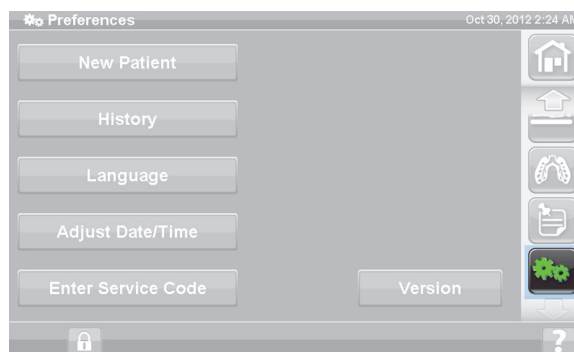 Preferences
Oct 30, 2012 2:24 AM
New Patient
History
Language
Adjust Date/Time
Enter Service Code
Version
?